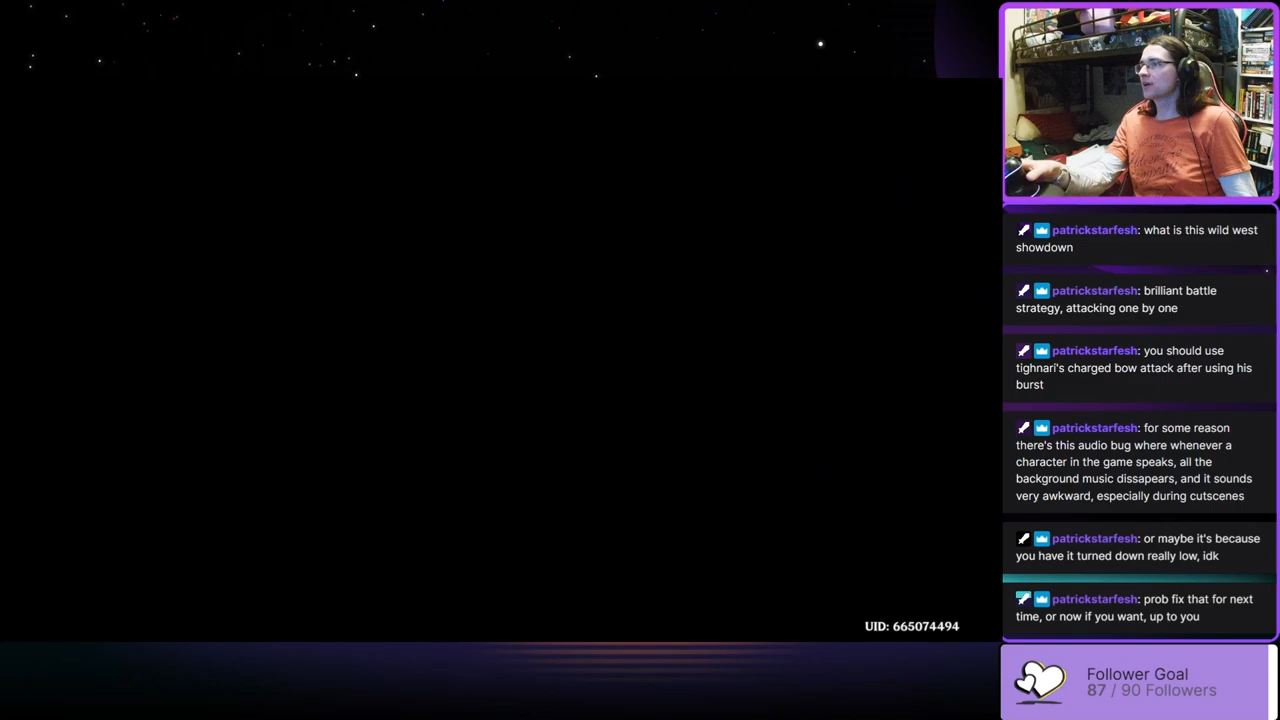 patrickstarfesh: what is this wild west
showdown
patrickstarfesh: brilliant battle
strategy, attacking one by one
patrickstarfesh: you should use
tighnari's charged bow attack after using his
burst
patrickstarfesh: for some reason
there's this audio bug where whenever a
character in the game speaks, all the
background music dissapears, and it sounds
very awkward, especially during cutscenes
patrickstarfesh: or maybe it's because
you have it turned down really low, idk
patrickstarfesh: prob fix that for next
time, or now if you want, up to you
UID: 665074494
Follower Goal
87 / 90 Followers